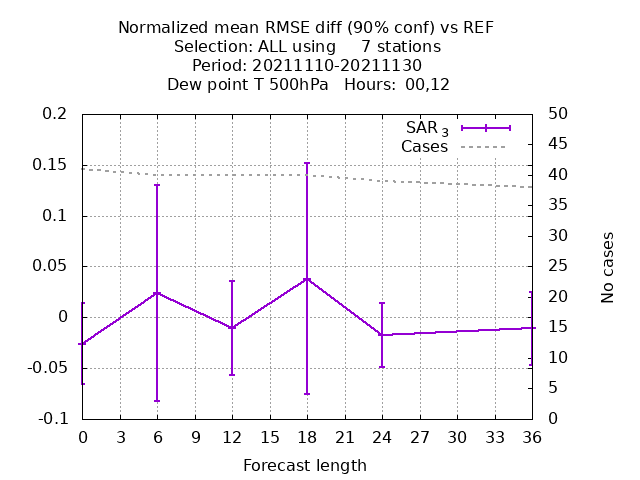 Normalized mean RMSE diff (90% conf) vs REF
Selection: ALL using     7 stations
Period: 20211110-20211130
Dew point T 500hPa   Hours:  00,12
0.2
0.15
0.1
0.05
0
-0.05
-0.1
50
45
40
35
30
25
20
15
10
5
0
SAR 3
Cases
No cases
0 3 6 9 12 15 18 21 24 27 30 33 36
Forecast length